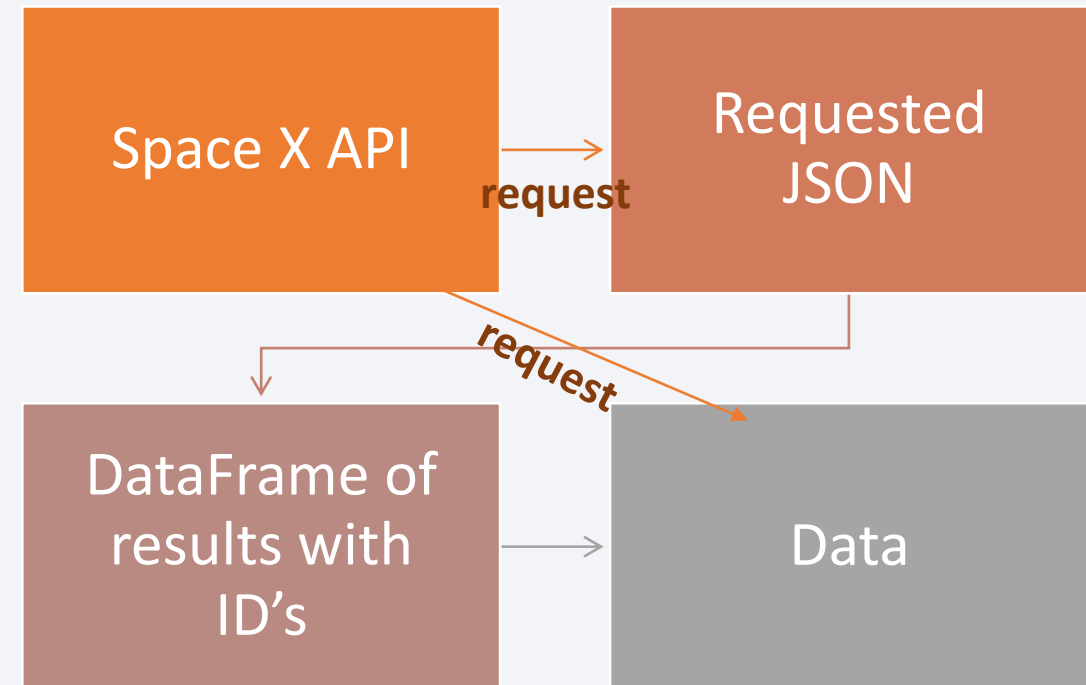 Space X API
request
Requested
JSON
request
DataFrame of
results with
ID’s
Data